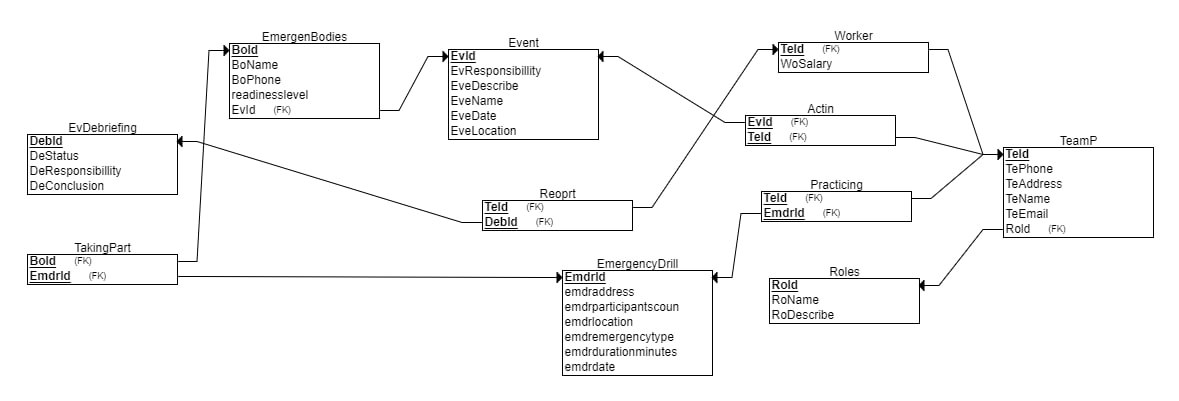 EmergenBodies
BoId
BoName
BoPhone
readinesslevel
EvId (FK)
Event
EvId
EvResponsibillity
EveDescribe
EveName
EveDate
EveLocation
Worker
TeId (FK)
WoSalary
Actin
EvId (FK)
TeId (FK)
EvDebriefing
DebId
DeStatus
DeResponsibillity
DeConclusion
TeamP
TeId
TePhone
TeAddress
TeName
TeEmail
RoId (FK)
Reoprt
TeId (FK)
DebId (FK)
Practicing
TeId (FK)
EmdrId (FK)
TakingPart
BoId (FK)
EmdrId (FK)
EmergencyDrill
EmdrId
emdraddress
emdrparticipantscoun
emdrlocation
emdremergencytype
emdrdurationminutes
emdrdate
Roles
RoId
RoName
RoDescribe